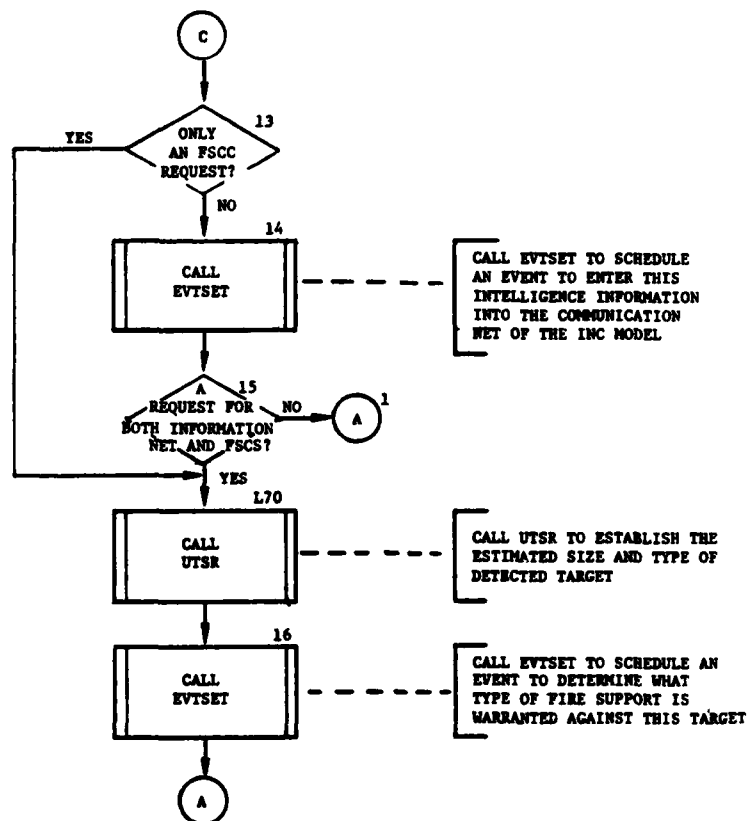 C
13
YES
ONLY
AN FSCC
REQUEST?
NO
14
CALL
EVTSET
CALL EVTSET TO SCHEDULE
AN EVENT TO ENTER THIS
INTELLIGENCE INFORMATION
INTO THE COMMUNICATION
NET OF THE INC MODEL
15
A
REQUEST FOR
BOTH INFORMATION
NET AND FSCS?
NO
A
1
YES
L70
CALL
UTSR
CALL UTSR TO ESTABLISH THE
ESTIMATED SIZE AND TYPE OF
DETECTED TARGET
16
CALL
EVTSET
CALL EVTSET TO SCHEDULE AN
EVENT TO DETERMINE WHAT
TYPE OF FIRE SUPPORT IS
WARRANTED AGAINST THIS TARGET
A